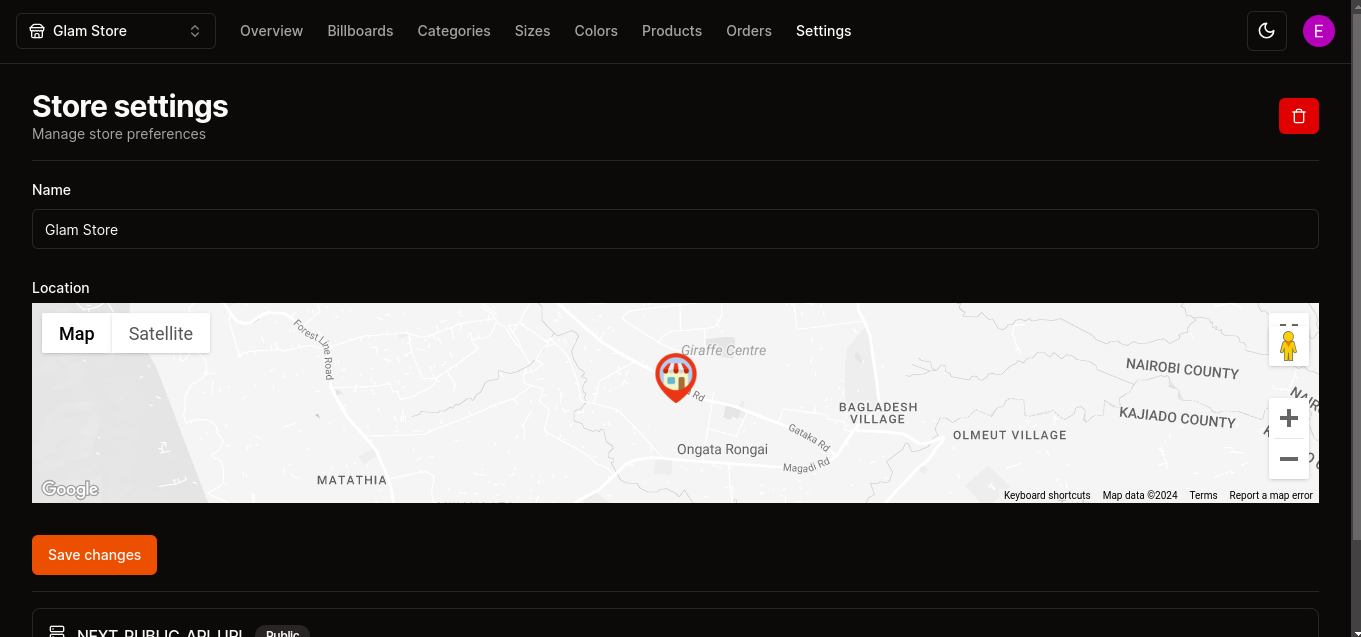 Glam Store Overview Billboards Categories Sizes Colors Products Orders Settings E
Store settings
Manage store preferences
Name
Glam Store
Location
Map Satellite
Forest Line Road
Giraffe Centre
Rd
NAIROBI COUNTY
BAGLADESH
VILLAGE
KAJIADO COUNTY
Gataka Rd
OLMEUT VILLAGE
Ongata Rongai
Magadi Rd
MATATHIA
Google
Keyboard shortcuts Map data ©2024 Terms Report a map error
Save changes
NEXT_PUBLIC_API_URL Public